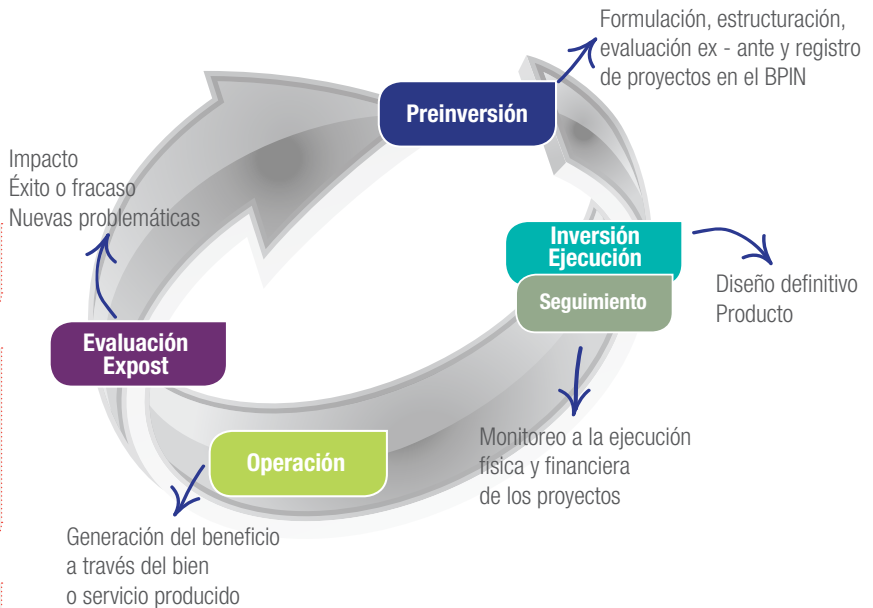 Formulación, estructuración,
evaluación ex - ante y registro
de proyectos en el BPIN
Preinversión
Impacto
Éxito o fracaso
Nuevas problemáticas
Inversión
Ejecución
Seguimiento
Diseño definitivo
Producto
Evaluación
Expost
Monitoreo a la ejecución
física y financiera
de los proyectos
Operación
Generación del beneficio
a través del bien
o servicio producido